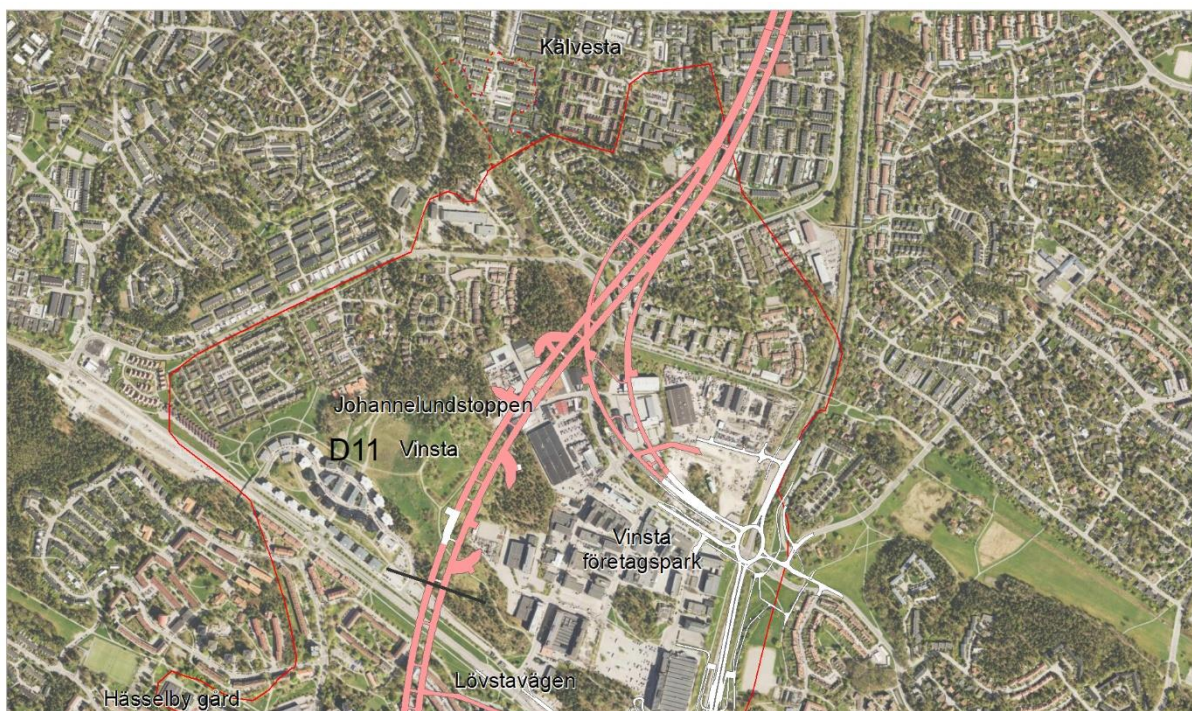 Kälvesta
Johannelundstoppen
D11 Vinsta
Vinsta
företagspark
Lövstavägen
Hässelby gård